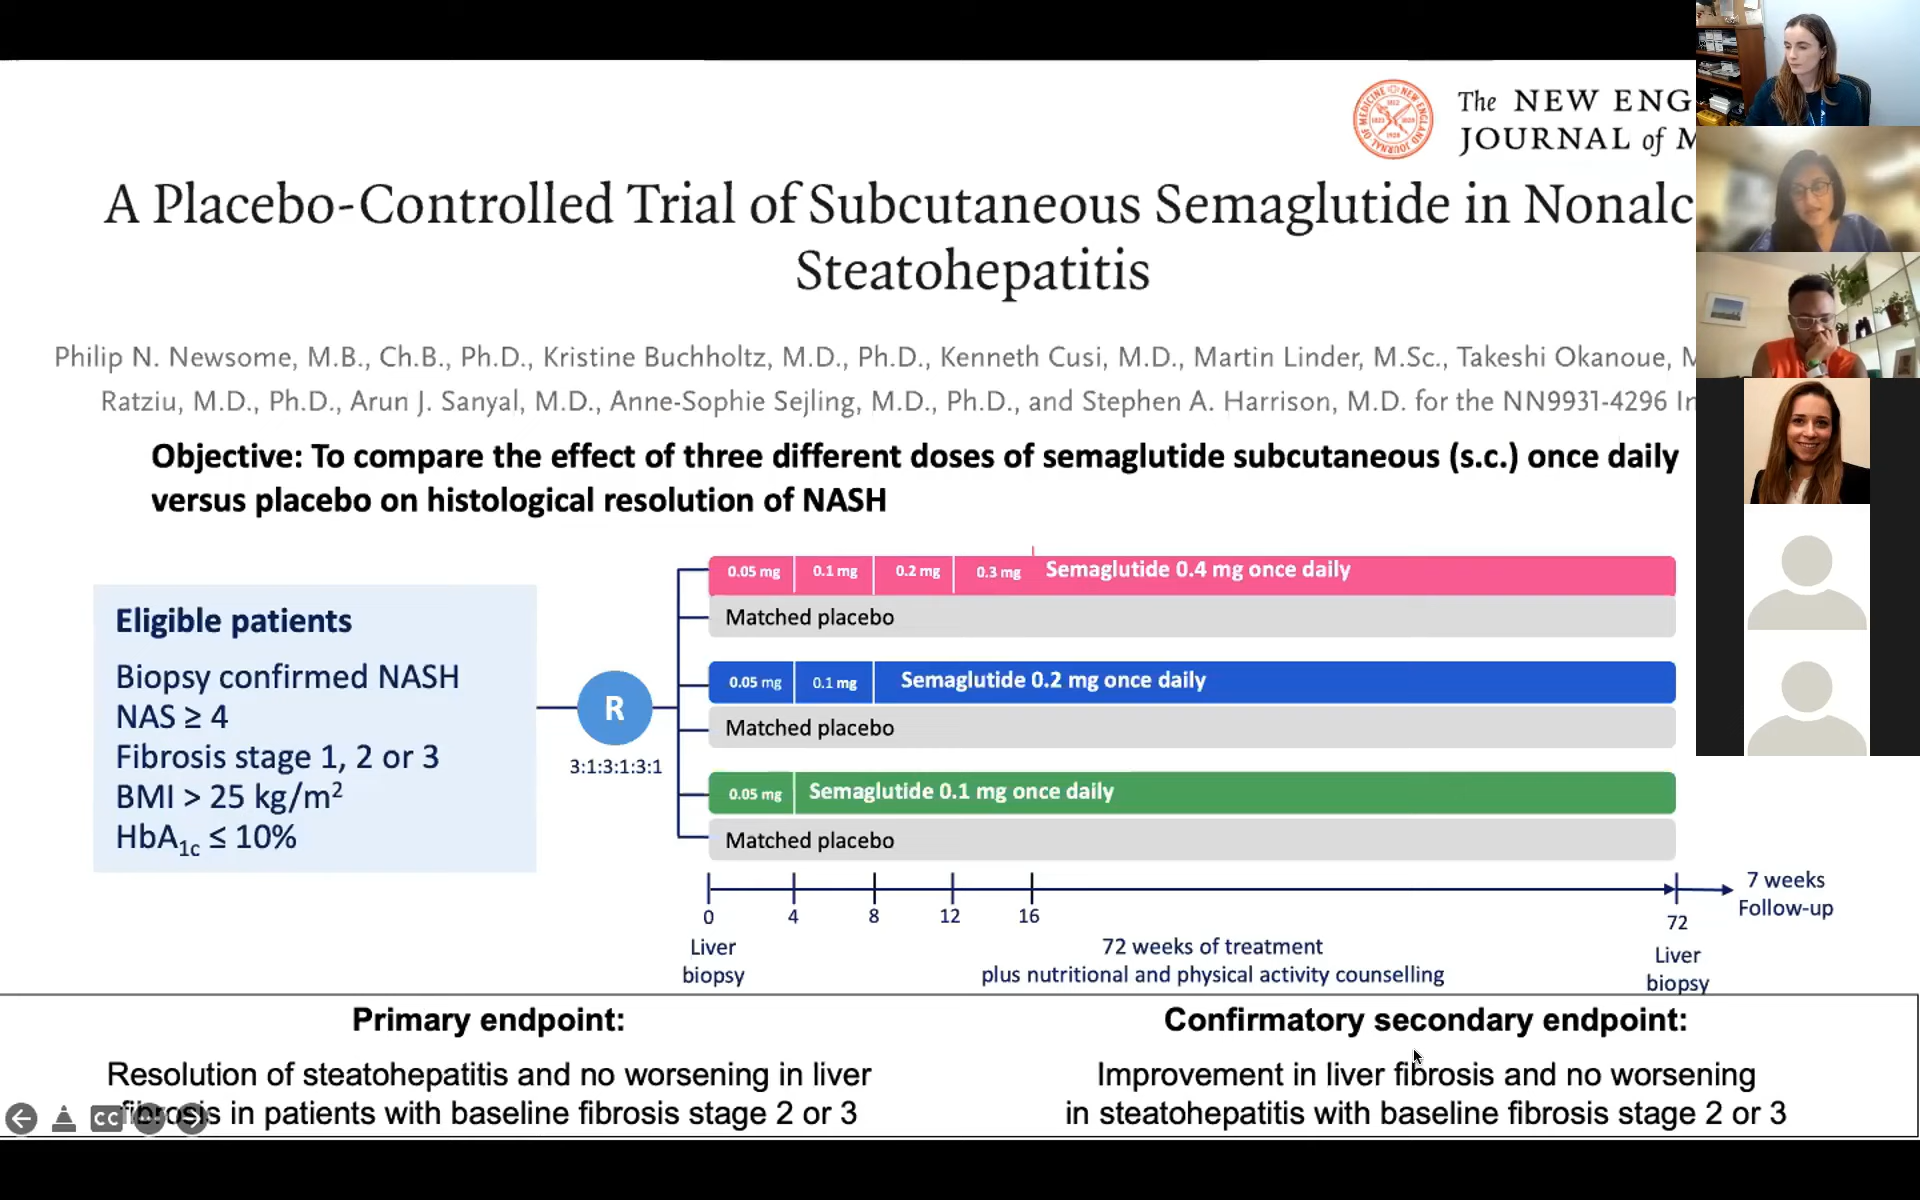 The NEW ENG
JOURNAL of M
A Placebo-Controlled Trial of Subcutaneous Semaglutide in Nonalc
Steatohepatitis
Philip N. Newsome, M.B., Ch.B., Ph.D., Kristine Buchholtz, M.D., Ph.D., Kenneth Cusi, M.D., Martin Linder, M.Sc., Takeshi Okanoue, M
Ratziu, M.D., Ph.D., Arun J. Sanyal, M.D., Anne-Sophie Sejling, M.D., Ph.D., and Stephen A. Harrison, M.D. for the NN9931-4296 In
Objective: To compare the effect of three different doses of semaglutide subcutaneous (s.c.) once daily
versus placebo on histological resolution of NASH
Eligible patients
Biopsy confirmed NASH
NAS ≥ 4
Fibrosis stage 1, 2 or 3
BMI > 25 kg/m²
HbA1c ≤ 10%
R
3:1:3:1:3:1
0.05 mg 0.1 mg 0.2 mg 0.3 mg Semaglutide 0.4 mg once daily
Matched placebo
0.05 mg 0.1 mg Semaglutide 0.2 mg once daily
Matched placebo
0.05 mg Semaglutide 0.1 mg once daily
Matched placebo
0 4 8 12 16 72
Liver
biopsy
72 weeks of treatment
plus nutritional and physical activity counselling
Liver
biopsy
7 weeks
Follow-up
Primary endpoint:
Resolution of steatohepatitis and no worsening in liver
fibrosis in patients with baseline fibrosis stage 2 or 3
Confirmatory secondary endpoint:
Improvement in liver fibrosis and no worsening
in steatohepatitis with baseline fibrosis stage 2 or 3
CC